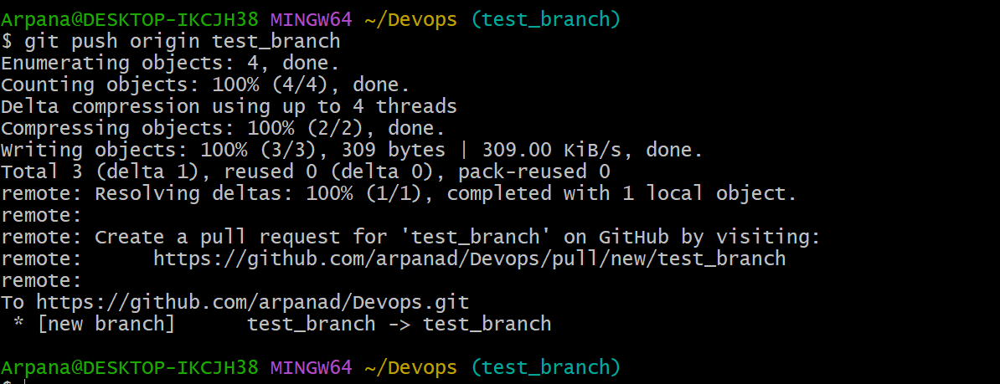 Arpana@DESKTOP-IKCJH38 MINGW64 ~/Devops (test_branch)
$ git push origin test_branch
Enumerating objects: 4, done.
Counting objects: 100% (4/4), done.
Delta compression using up to 4 threads
Compressing objects: 100% (2/2), done.
Writing objects: 100% (3/3), 309 bytes | 309.00 KiB/s, done.
Total 3 (delta 1), reused 0 (delta 0), pack-reused 0
remote: Resolving deltas: 100% (1/1), completed with 1 local object.
remote:
remote: Create a pull request for 'test_branch' on GitHub by visiting:
remote:      https://github.com/arpanad/Devops/pull/new/test_branch
remote:
To https://github.com/arpanad/Devops.git
 * [new branch]      test_branch -> test_branch
Arpana@DESKTOP-IKCJH38 MINGW64 ~/Devops (test_branch)
$